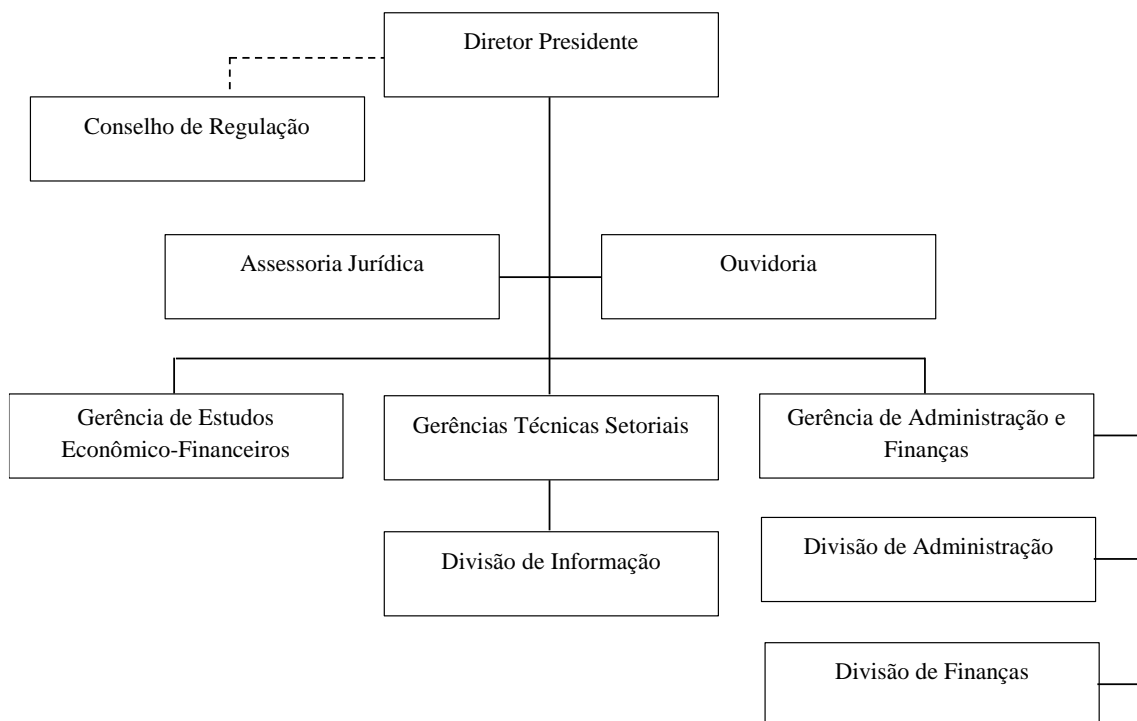 Diretor Presidente
Conselho de Regulação
Assessoria Jurídica
Ouvidoria
Gerência de Estudos
Econômico-Financeiros
Gerências Técnicas Setoriais
Gerência de Administração e
Finanças
Divisão de Informação
Divisão de Administração
Divisão de Finanças